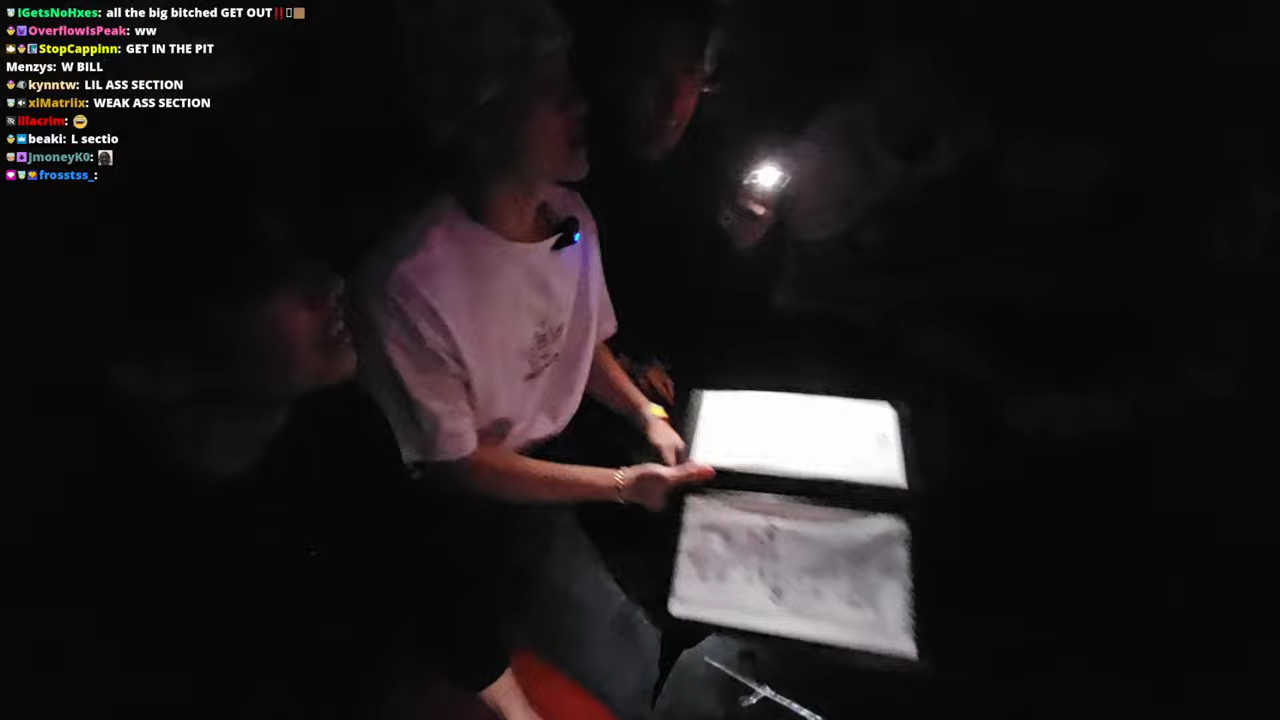 IGetsNoHxes: all the big bitched GET OUT‼️
OverflowIsPeak: ww
StopCappinn: GET IN THE PIT
Menzys: W BILL
kynntw: LIL ASS SECTION
xlMatriix: WEAK ASS SECTION
illacrim: 😂
beaki: L sectio
JmoneyK0:
frosstss_: